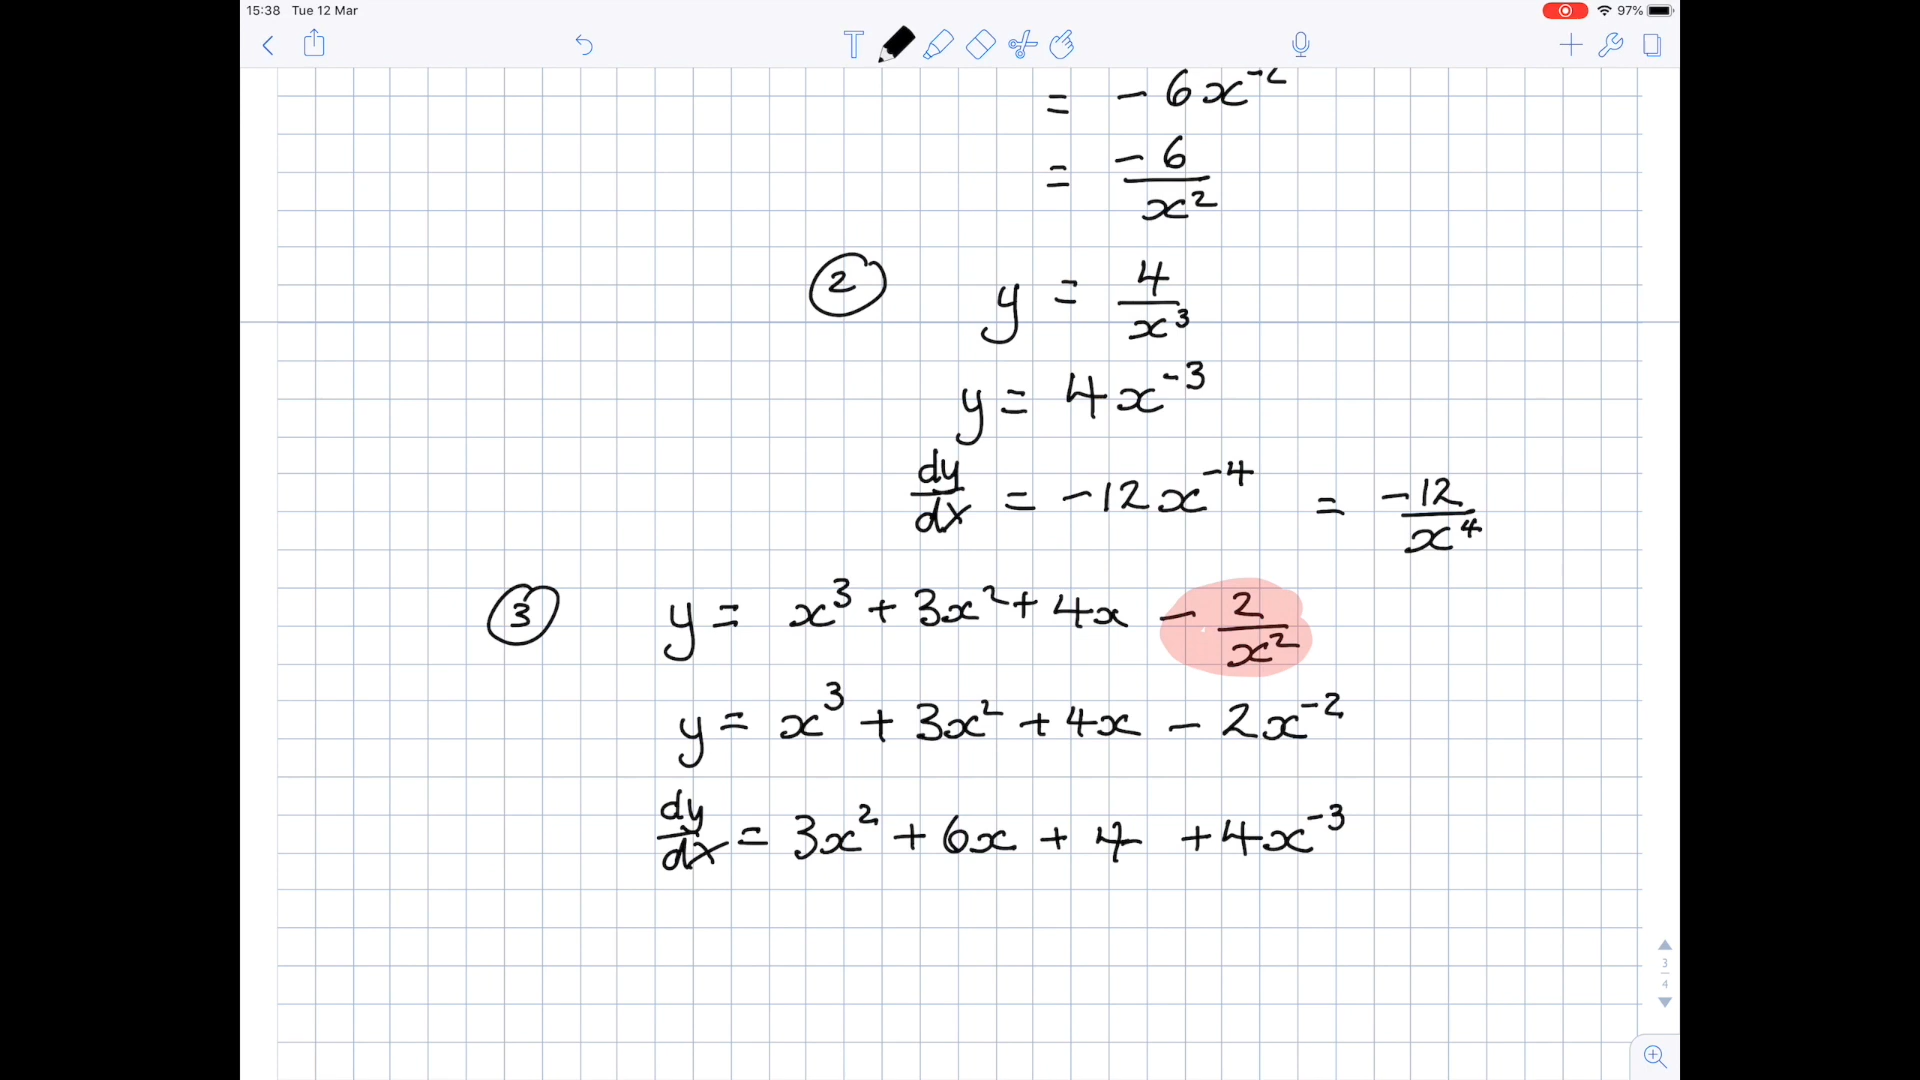 15:38 Tue 12 Mar 97%
T
= -6x⁻²
= -6/x²
② y = 4/x³
y = 4x⁻³
dy/dx = -12x⁻⁴ = -12/x⁴
③ y = x³ + 3x² + 4x - 2/x²
y = x³ + 3x² + 4x - 2x⁻²
dy/dx = 3x² + 6x + 4 + 4x⁻³
3
4